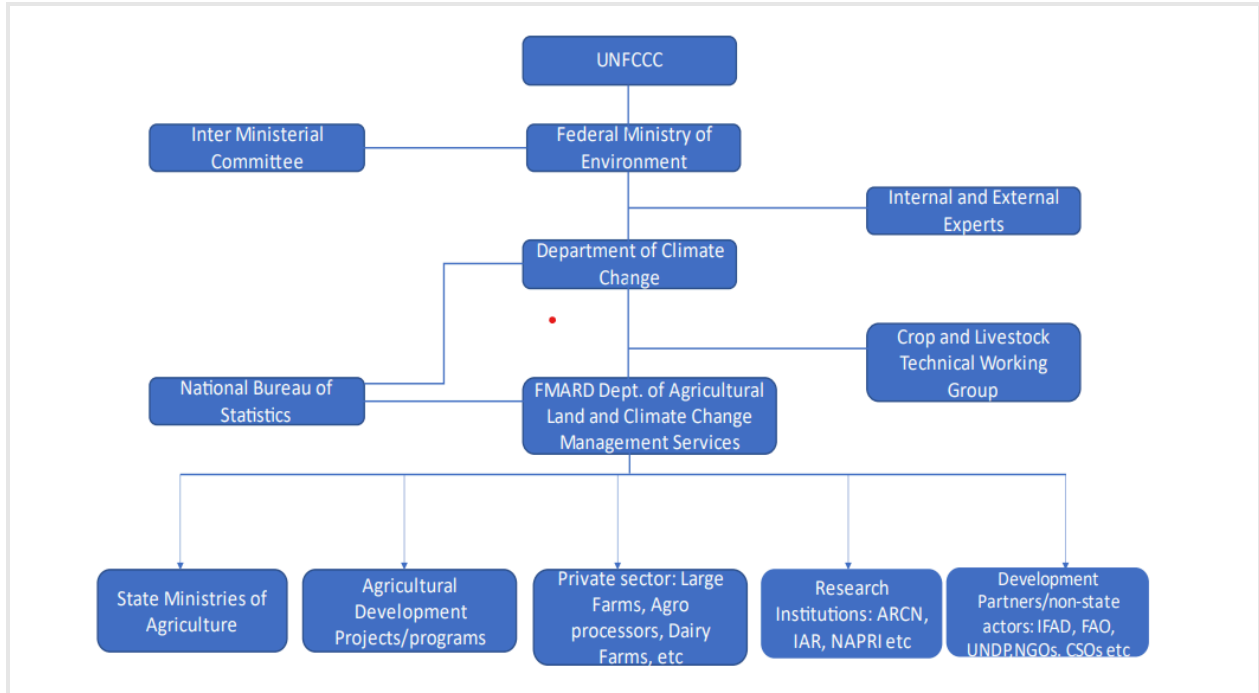 UNFCCC
Inter Ministerial
Committee
Federal Ministry of
Environment
Internal and External
Experts
Department of Climate
Change
Crop and Livestock
Technical Working
Group
National Bureau of
Statistics
FMARD Dept. of Agricultural
Land and Climate Change
Management Services
State Ministries of
Agriculture
Agricultural
Development
Projects/programs
Private sector: Large
Farms, Agro
processors, Dairy
Farms, etc
Research
Institutions: ARCN,
IAR, NAPRI etc
Development
Partners/non-state
actors: IFAD, FAO,
UNDP,NGOs, CSOs etc